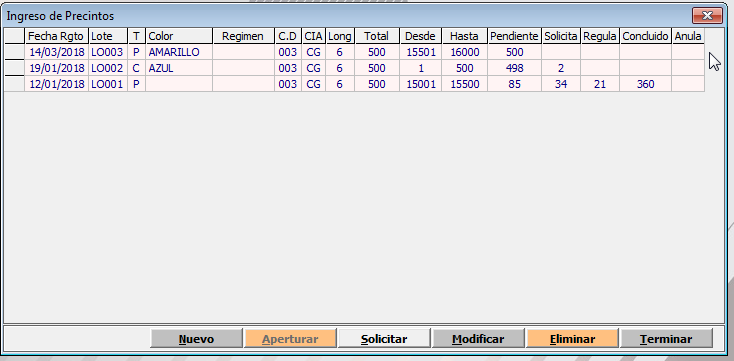 Ingreso de Precintos
Fecha Rgto Lote T Color Regimen C.D CIA Long Total Desde Hasta Pendiente Solicita Regula Concluido Anula
14/03/2018 LO003 P AMARILLO 003 CG 6 500 15501 16000 500
19/01/2018 LO002 C AZUL 003 CG 6 500 1 500 498 2
12/01/2018 LO001 P 003 CG 6 500 15001 15500 85 34 21 360
Nuevo Aperturar Solicitar Modificar Eliminar Terminar